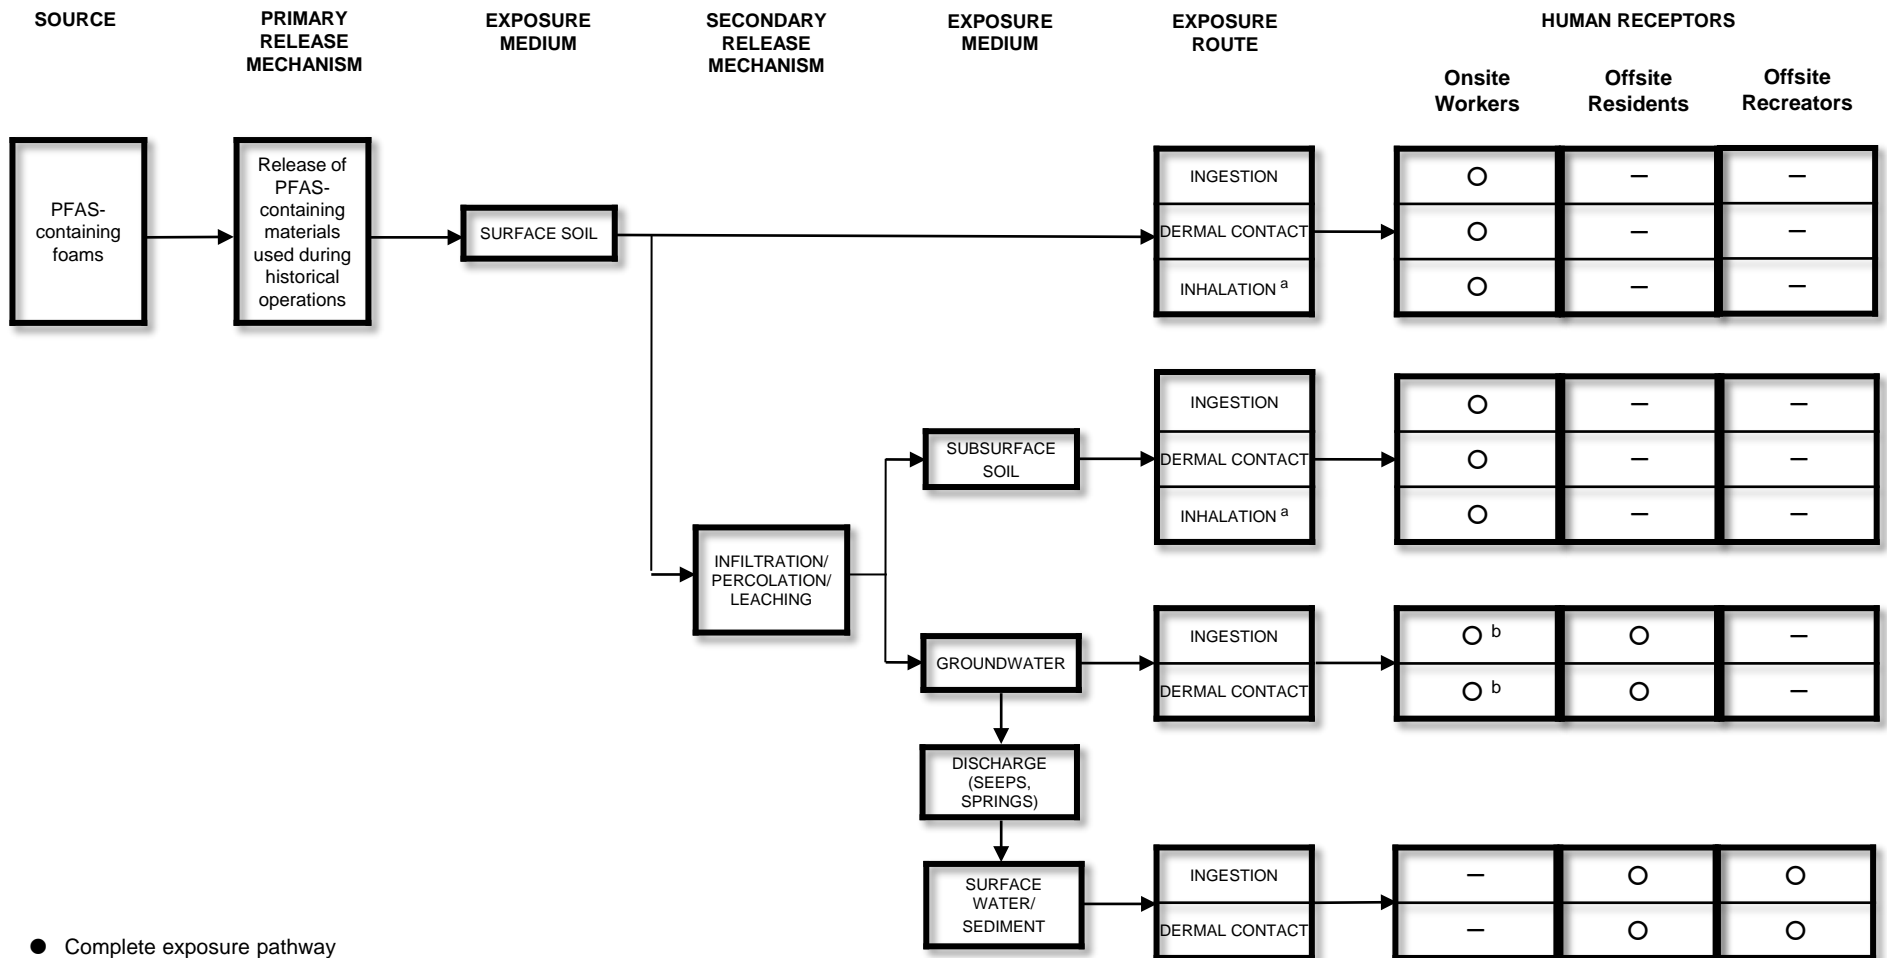 SOURCE
PRIMARY
RELEASE
MECHANISM
EXPOSURE
MEDIUM
SECONDARY
RELEASE
MECHANISM
EXPOSURE
MEDIUM
EXPOSURE
ROUTE
HUMAN RECEPTORS
Onsite
Workers
Offsite
Residents
Offsite
Recreators
PFAS-
containing
foams
Release of
PFAS-
containing
materials
used during
historical
operations
SURFACE SOIL
INGESTION
DERMAL CONTACT
INHALATION a
SUBSURFACE
SOIL
INGESTION
DERMAL CONTACT
INHALATION a
INFILTRATION/
PERCOLATION/
LEACHING
GROUNDWATER
INGESTION
b
DERMAL CONTACT
b
DISCHARGE
(SEEPS,
SPRINGS)
SURFACE
WATER/
SEDIMENT
INGESTION
DERMAL CONTACT
● Complete exposure pathway